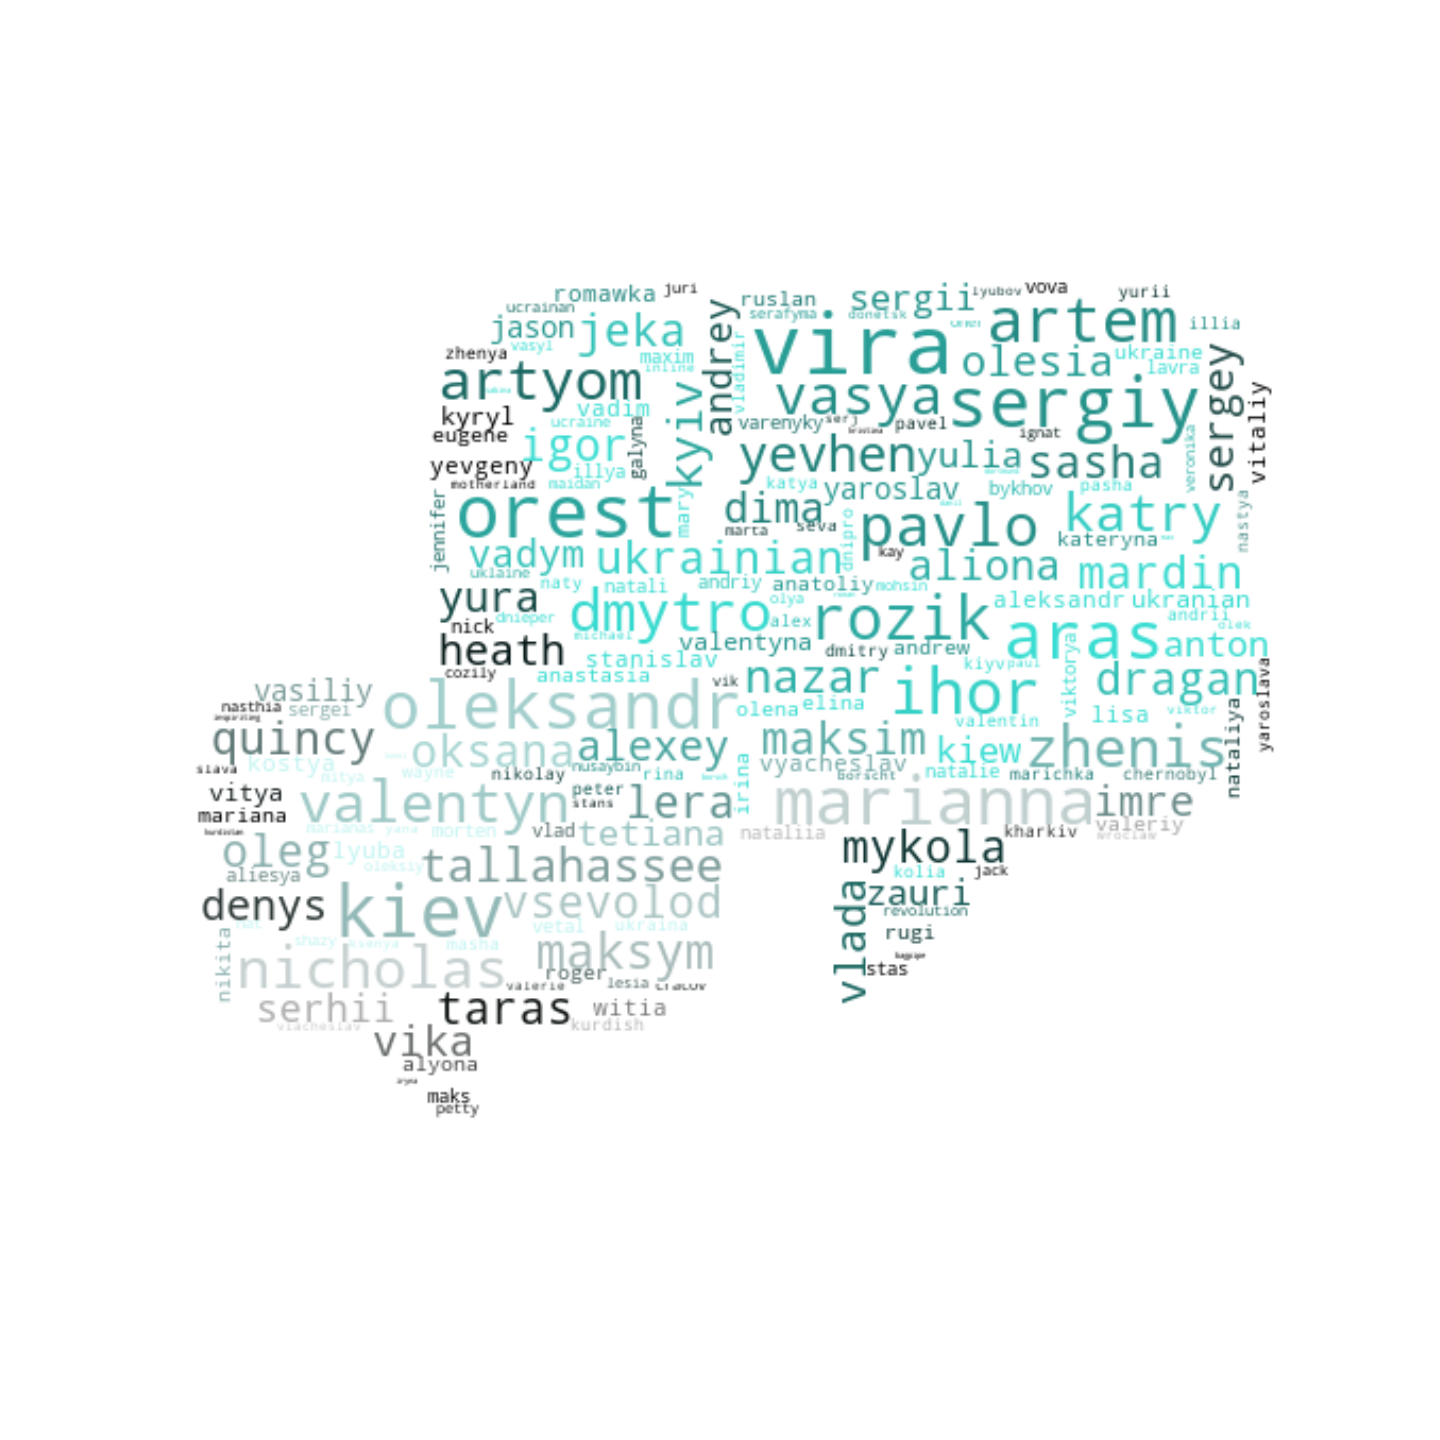 romawka
juri
ucrainan
jason
jeka
vasyl
zhenya
maxim
inline
artyom
vadim
kyryl
ucraine
eugene
igor
galyna
yevgeny
illya
motherland
maidan
kyiv
andrey
vladimir
ruslan
serafyma
donetsk
sergii
lyubov
vova
yurii
artem
illia
vira
olesia
ukraine
lavra
vasya
sergiy
sergey
vitaliy
varenyky
serj
pavel
ignat
yevhen
yulia
sasha
veronika
katya
yaroslav
bykhov
pasha
jennifer
orest
mary
dima
marta
seva
pavlo
katry
nastya
kateryna
dnipro
kay
vadym
ukrainian
uklaine
aliona
mardin
naty
natali
andriy
anatoliy
mohsin
yura
dnieper
dmytro
olya
alex
rozik
aleksandr
ukranian
andrii
olek
nick
michael
heath
stanislav
valentyna
dmitry
andrew
aras
anton
cozily
anastasia
vik
nazar
kiyv
paul
viktorya
dragan
yaroslava
vasiliy
sergei
nasthia
inspiriting
oleksandr
olena
elina
ihor
valentin
lisa
viktor
nataliya
quincy
oksana
alexey
maksim
kiew
zhenis
slava
kostya
mitya
wayne
nikolay
nusaybin
rina
irina
vyacheslav
borscht
natalie
marichka
chernobyl
vitya
mariana
valentyn
peter
stans
lera
marianna
imre
kurdistan
marianas
yana
morten
vlad
tetiana
nataliia
kharkiv
valeriy
wroclaw
oleg
lyuba
oleksiy
aliesya
tallahassee
mykola
kolia
jack
denys
kiev
vsevolod
vlada
zauri
revolution
nikita
shazy
ksenya
masha
vetal
ukraina
rugi
bagpipe
stas
nicholas
maksym
roger
valerie
lesia
cracov
serhii
viacheslav
taras
witia
kurdish
vika
alyona
iryna
maks
petty